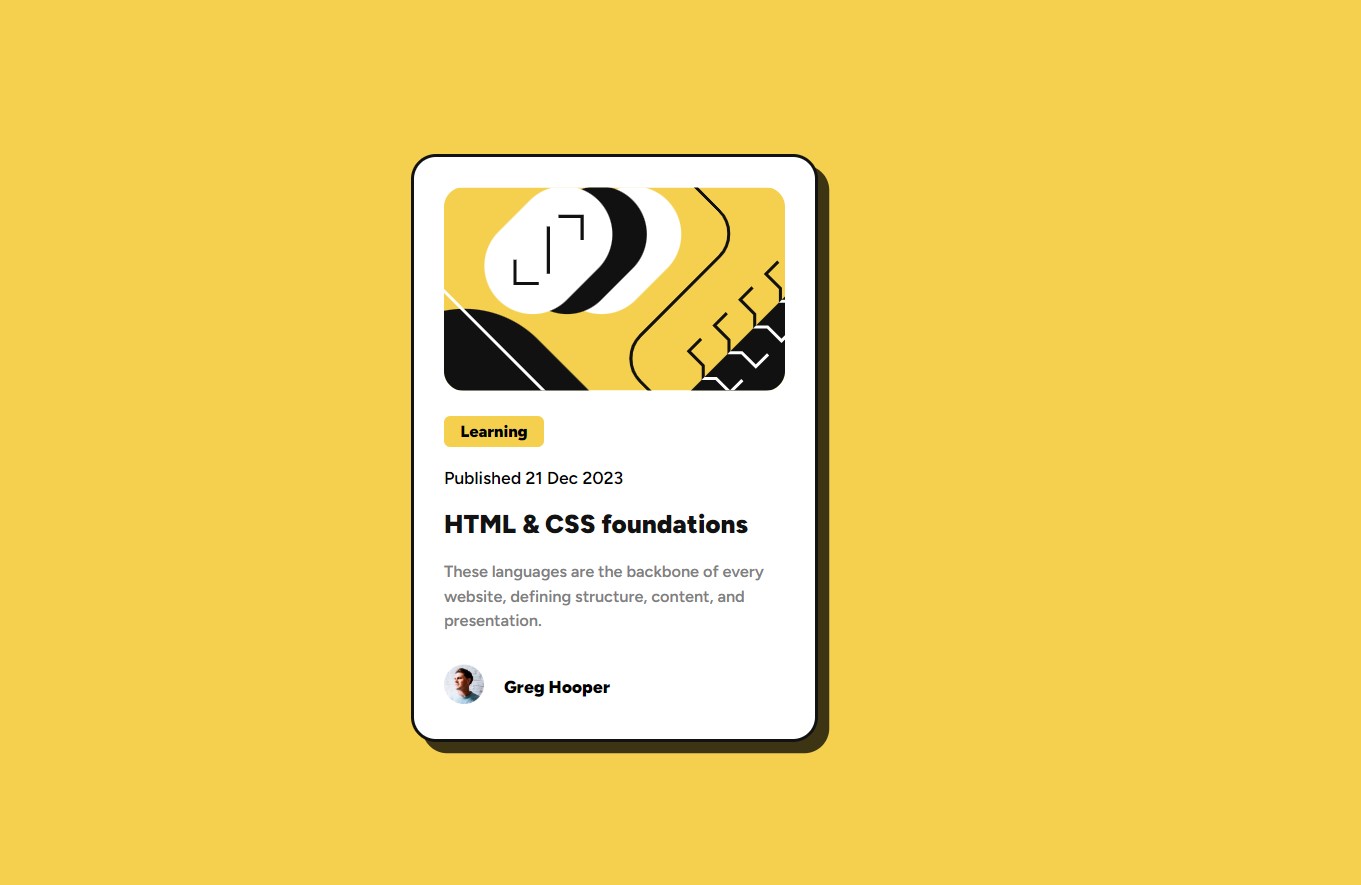 Learning
Published 21 Dec 2023
HTML & CSS foundations
These languages are the backbone of every
website, defining structure, content, and
presentation.
Greg Hooper